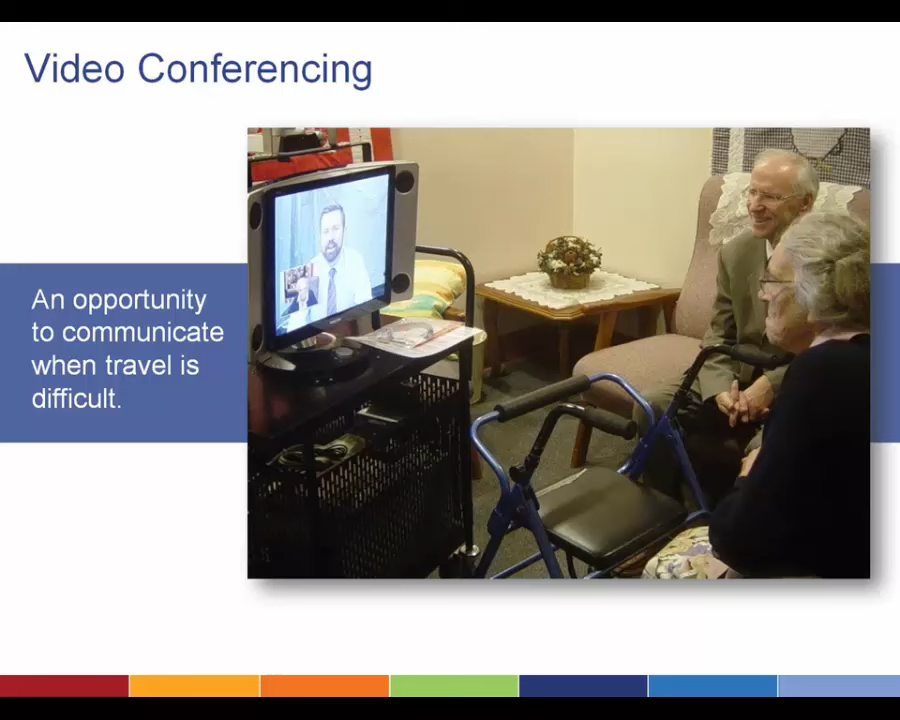 Video Conferencing
An opportunity
to communicate
when travel is
difficult.